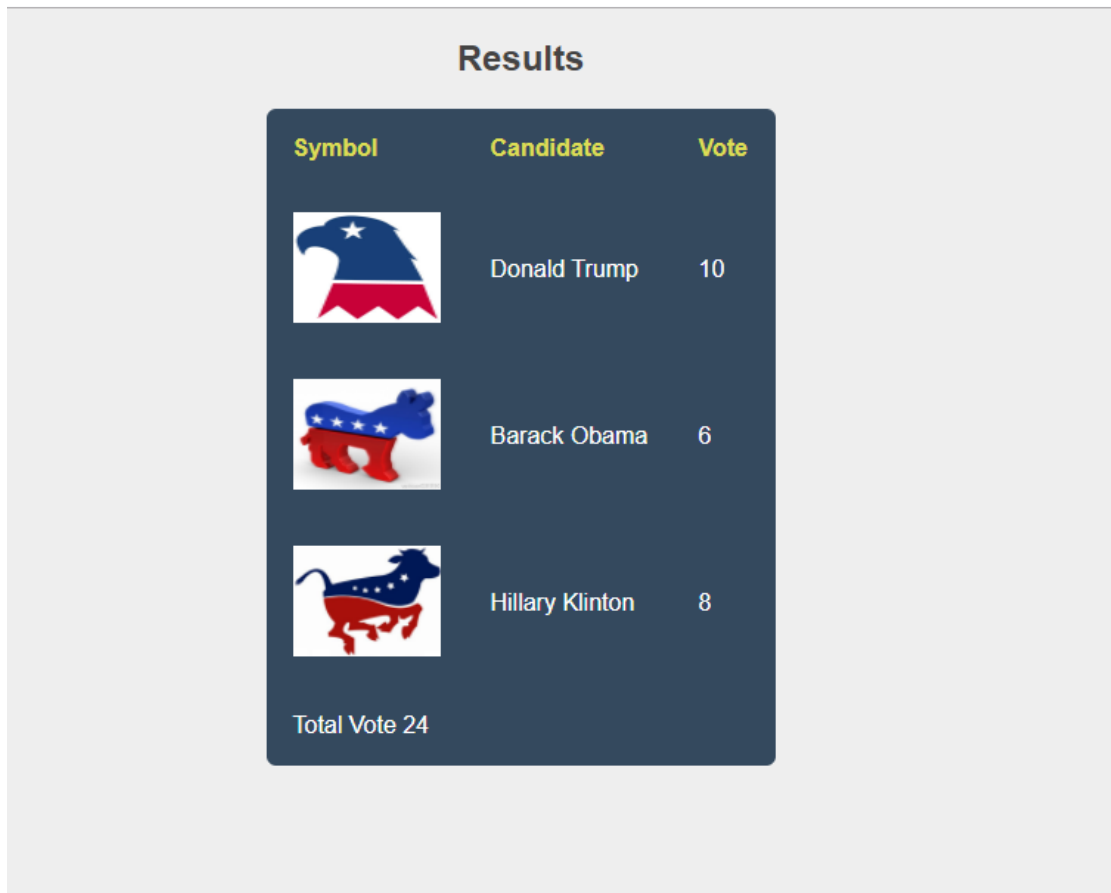 Results
Symbol Candidate Vote
Donald Trump 10
Barack Obama 6
Hillary Klinton 8
Total Vote 24